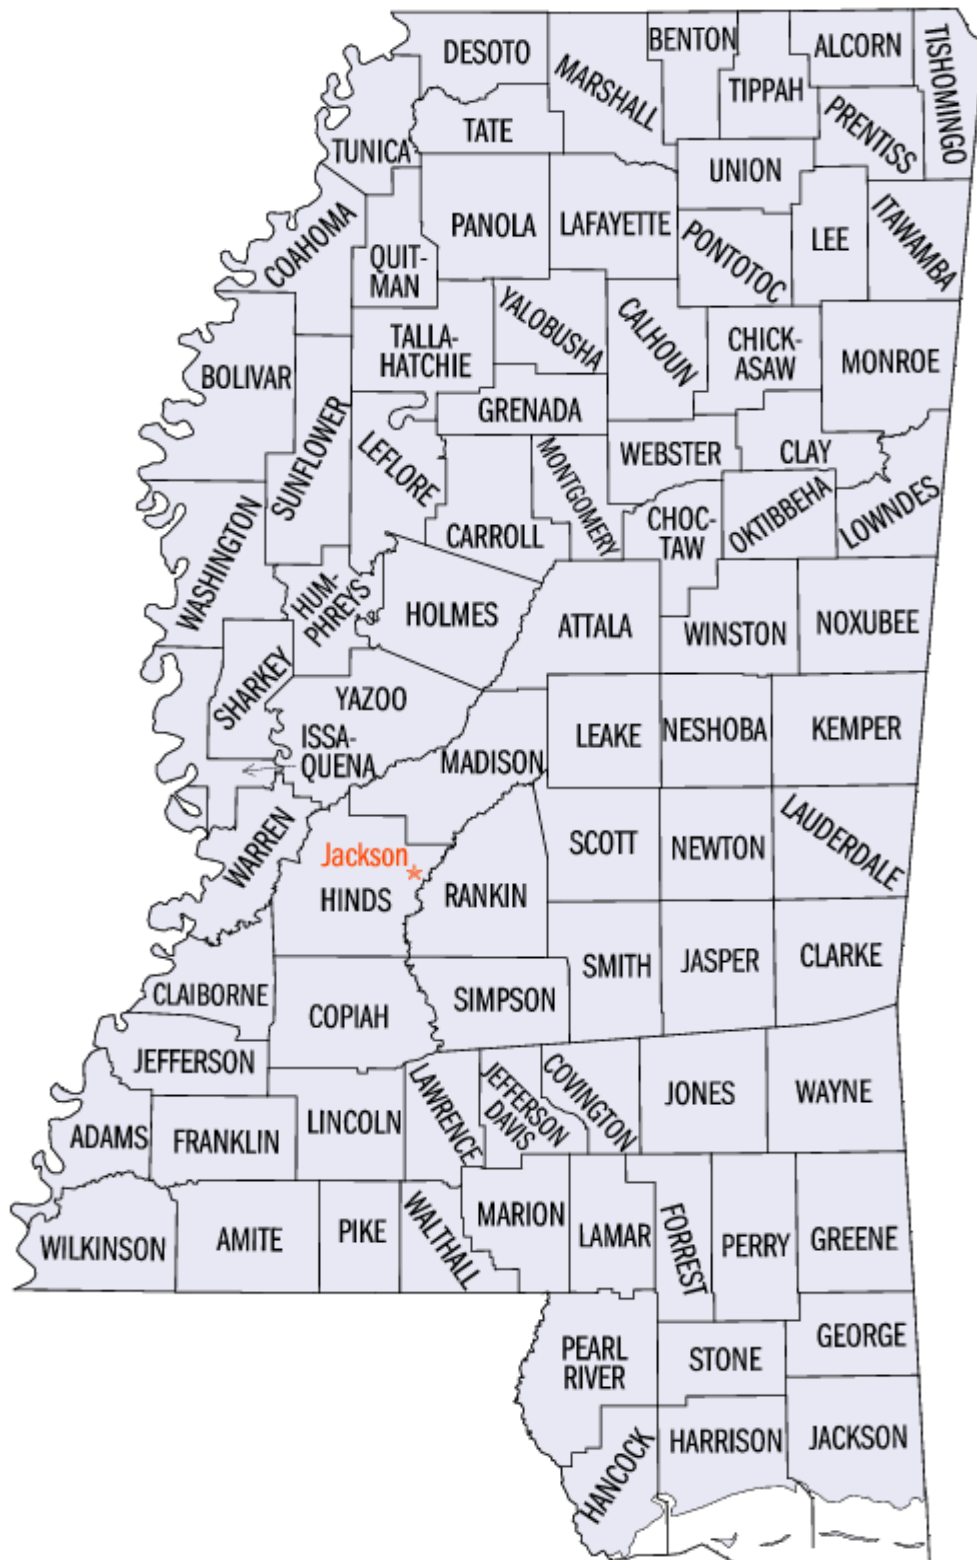 DESOTO
BENTON
ALCORN
TISHOMINGO
MARSHALL
TIPPAH
TATE
PRENTISS
TUNICA
UNION
COAHOMA
PANOLA
LAFAYETTE
PONTOTOC
LEE
ITAWAMBA
QUIT-
MAN
YALOBUSHA
CALHOUN
TALLA-
HATCHIE
CHICK-
ASAW
MONROE
BOLIVAR
GRENADA
SUNFLOWER
LEFLORE
MONTGOMERY
WEBSTER
CLAY
WASHINGTON
CARROLL
CHOC-
TAW
OKTIBBEHA
LOWNDES
HUM-
PHREYS
HOLMES
ATTALA
WINSTON
NOXUBEE
SHARKEY
YAZOO
ISSA-
QUENA
MADISON
LEAKE
NESHOBA
KEMPER
WARREN
Jackson
HINDS
RANKIN
SCOTT
NEWTON
LAUDERDALE
CLAIBORNE
COPIAH
SIMPSON
SMITH
JASPER
CLARKE
JEFFERSON
LINCOLN
LAWRENCE
JEFFERSON
DAVIS
COVINGTON
JONES
WAYNE
ADAMS
FRANKLIN
WILKINSON
AMITE
PIKE
WALTHALL
MARION
LAMAR
FORREST
PERRY
GREENE
PEARL
RIVER
STONE
GEORGE
HANCOCK
HARRISON
JACKSON